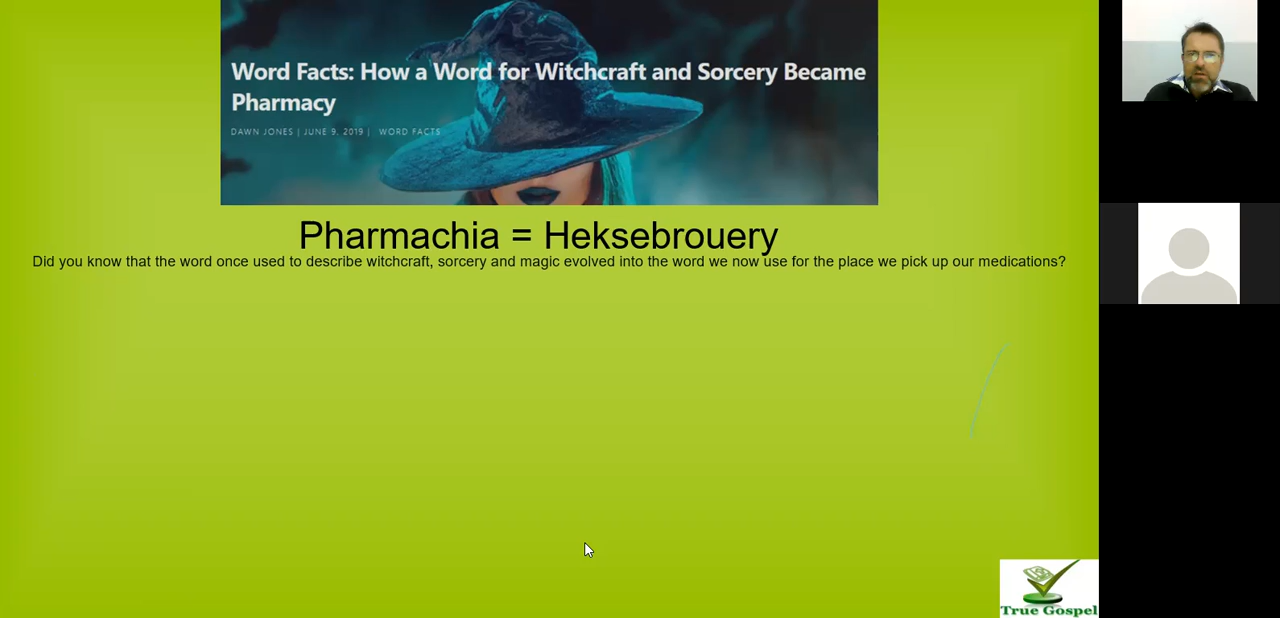 Word Facts: How a Word for Witchcraft and Sorcery Became
Pharmacy
DAWN JONES | JUNE 9, 2019 | WORD FACTS
Pharmachia = Heksebrouery
Did you know that the word once used to describe witchcraft, sorcery and magic evolved into the word we now use for the place we pick up our medications?
True Gospel